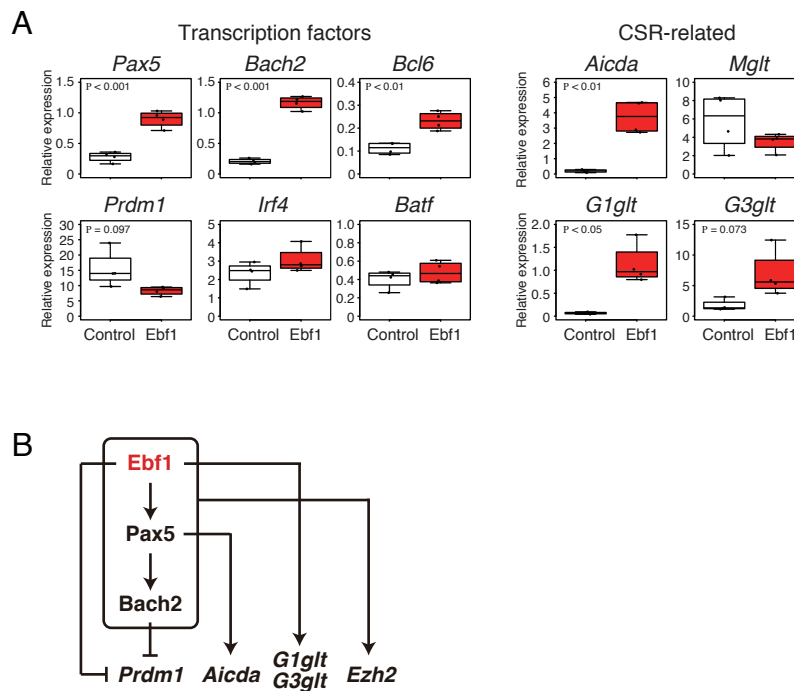 A
Transcription factors
CSR-related
Pax5
Bach2
Bcl6
Aicda
Mglt
Relative expression
1.5
1.0
0.5
0
P < 0.001
1.5
1.0
0.5
0
P < 0.001
0.4
0.3
0.2
0.1
0
P < 0.01
Relative expression
6
5
4
3
2
1
0
P < 0.01
10
8
6
4
2
0
Prdm1
Irf4
Batf
G1glt
G3glt
Relative expression
30
25
20
15
10
5
0
P = 0.097
5
4
3
2
1
0
1.0
0.8
0.6
0.4
0.2
0
Relative expression
2.0
1.5
1.0
0.5
0
P < 0.05
15
10
5
0
P = 0.073
Control Ebf1
Control Ebf1
Control Ebf1
Control Ebf1
Control Ebf1
B
Ebf1
Pax5
Bach2
Prdm1
Aicda
G1glt
G3glt
Ezh2